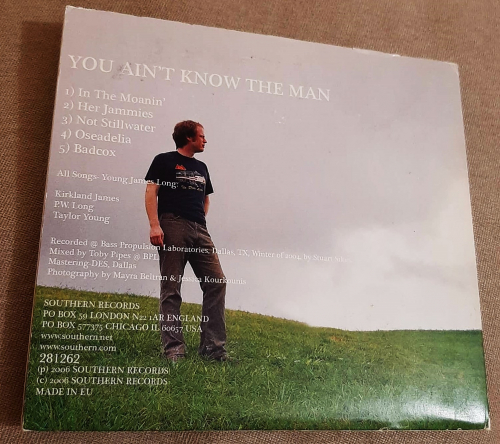 YOU AIN'T KNOW THE MAN
1) In The Moanin'
2) Her Jammies
3) Not Stillwater
4) Oseadelia
5) Badcox
All Songs: Young James Long:
Kirkland James
P.W. Long
Taylor Young
Recorded @ Bass Propulsion Laboratories, Dallas, TX, Winter of 2004, by
Mixed by Toby Pipes @ BPL
Mastering-DES, Dallas
Photography by Mayra Beltran & Jessica Kourkounis
SOUTHERN RECORDS
PO BOX 59 LONDON N22 1AR ENGLAND
PO BOX 577375 CHICAGO IL 60657 USA
www.southern.net
www.southern.com
281262
(p) 2006 SOUTHERN RECORDS
(c) 2006 SOUTHERN RECORDS
MADE IN EU